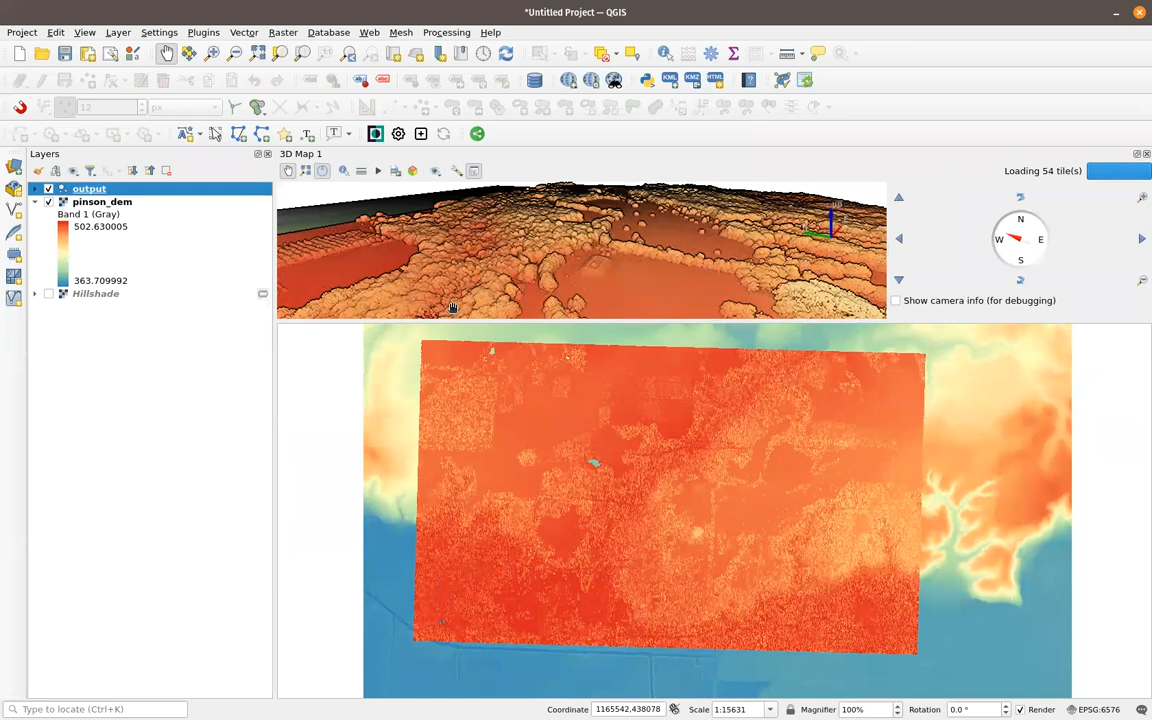 *Untitled Project — QGIS
Project Edit View Layer Settings Plugins Vector Raster Database Web Mesh Processing Help
12 px
Layers
3D Map 1
output
pinson_dem
Band 1 (Gray)
502.630005
363.709992
Hillshade
Loading 54 tile(s)
N
W E
S
Show camera info (for debugging)
Type to locate (Ctrl+K)
Coordinate 1165542,438078 Scale 1:15631 Magnifier 100% Rotation 0.0 ° Render EPSG:6576